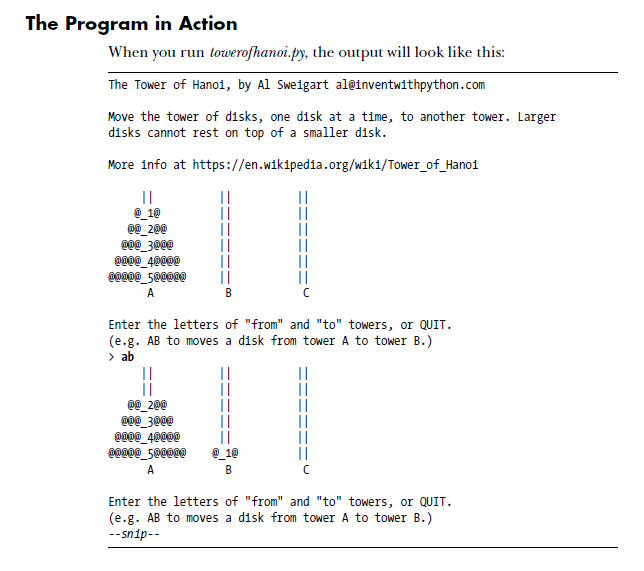 The Program in Action
When you run towerofhanoi.py, the output will look like this:
The Tower of Hanoi, by Al Sweigart al@inventwithpython.com
Move the tower of disks, one disk at a time, to another tower. Larger
disks cannot rest on top of a smaller disk.
More info at https://en.wikipedia.org/wiki/Tower_of_Hanoi
|| || ||
@_1@ || ||
@@_2@@ || ||
@@@_3@@@ || ||
@@@@_4@@@@ || ||
@@@@@_5@@@@@ || ||
A B C
Enter the letters of "from" and "to" towers, or QUIT.
(e.g. AB to moves a disk from tower A to tower B.)
> ab
|| || ||
|| || ||
@@_2@@ || ||
@@@_3@@@ || ||
@@@@_4@@@@ || ||
@@@@@_5@@@@@ @_1@ ||
A B C
Enter the letters of "from" and "to" towers, or QUIT.
(e.g. AB to moves a disk from tower A to tower B.)
--snip--